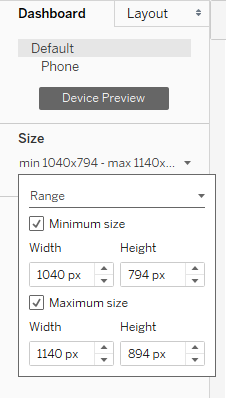 Dashboard Layout
Default
Phone
Device Preview
Size
min 1040x794 - max 1140x...
Range
Minimum size
Width Height
1040 px 794 px
Maximum size
Width Height
1140 px 894 px